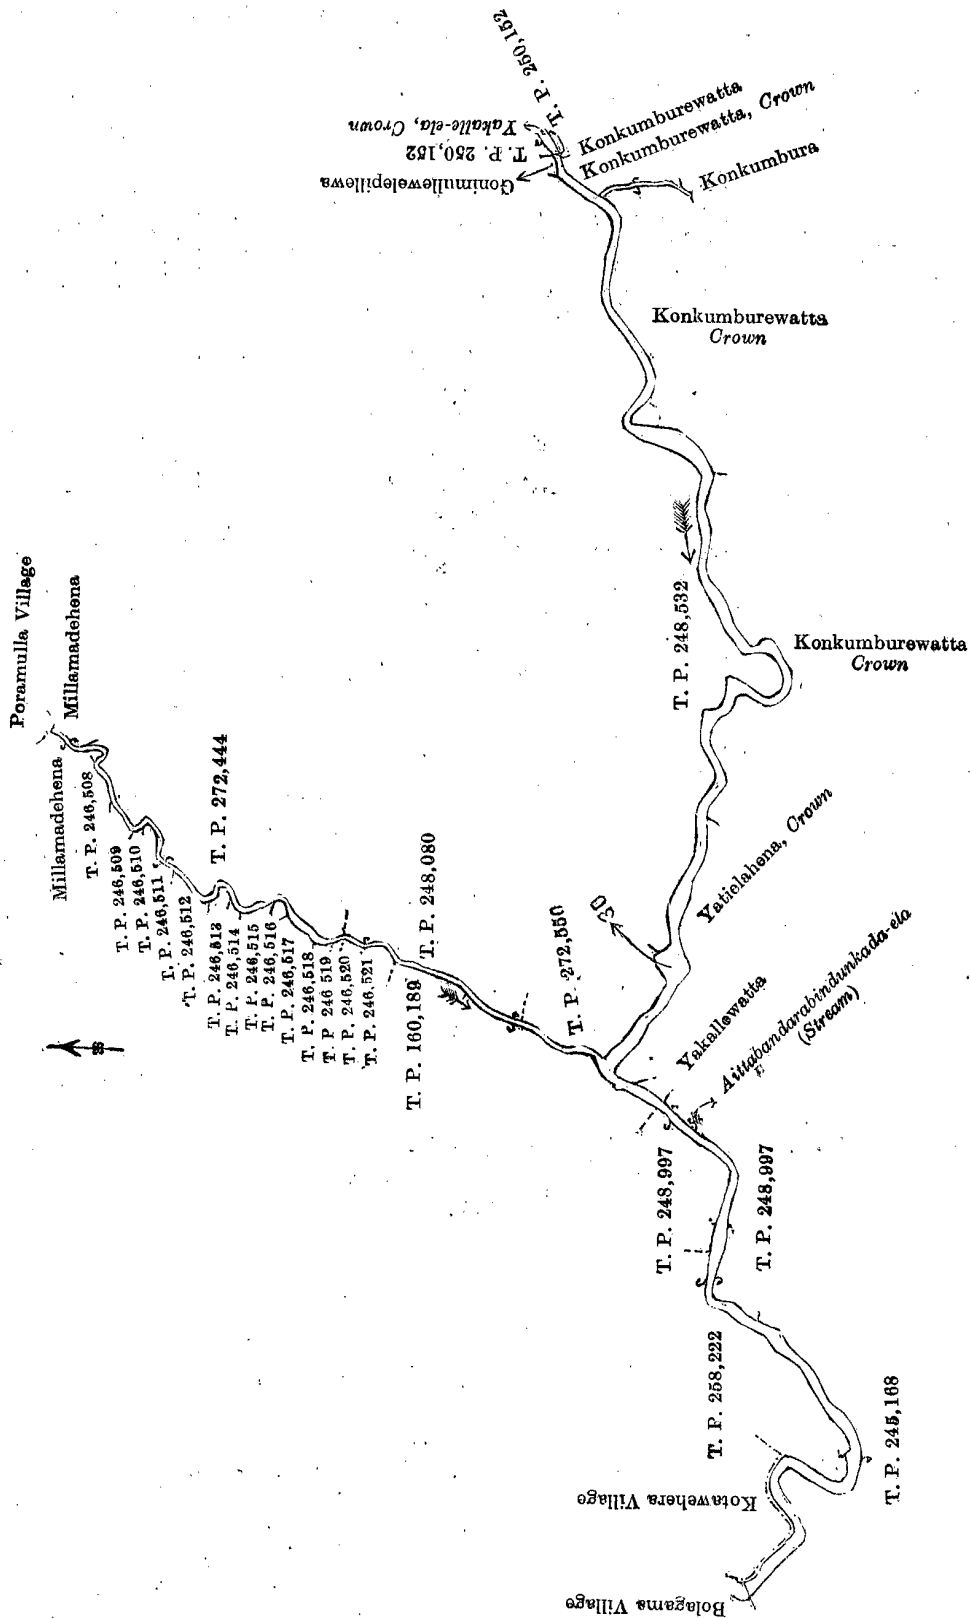 T. P. 250,152
Yakalle-ela, Crown
T. P. 250,152
Gonimullewelepillewa
Konkumburewatta
Konkumburewatta, Crown
Konkumbura
Konkumburewatta
Crown
T. P. 248,532
Konkumburewatta
Crown
Poramulla Village
Millamadehena
Millamadehena
T. P. 246,508
T. P. 246,509
T. P. 246,510
T. P. 246,511
T. P. 246,512
T. P. 272,444
T. P. 246,513
T. P. 246,514
T. P. 246,515
T. P. 246,516
T. P. 246,517
T. P. 246,518
T. P 246 519
T. P. 246,520
T. P. 246,521
T. P. 248,080
T. P. 160,189
T. P. 272,550
30
Yatielahena, Crown
Yakallewatta
Aittabandarabindunkada-ela
(Stream)
T. P. 248,997
T. P. 248,997
T. P. 258,222
T. P. 245,168
Kotawehera Village
Bolagama Village